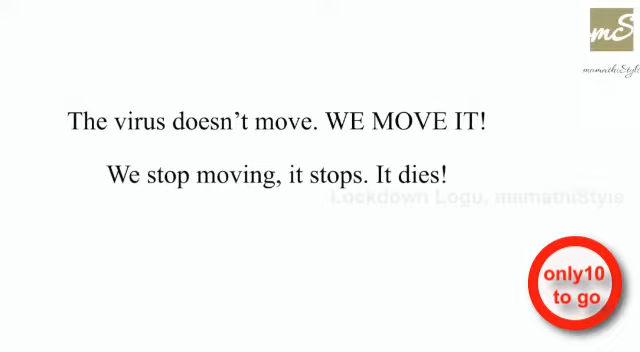 mS
mamathiStyle
The virus doesn't move. WE MOVE IT!
We stop moving, it stops. It dies!
Lockdown Logu, mamathiStyle
only10
to go